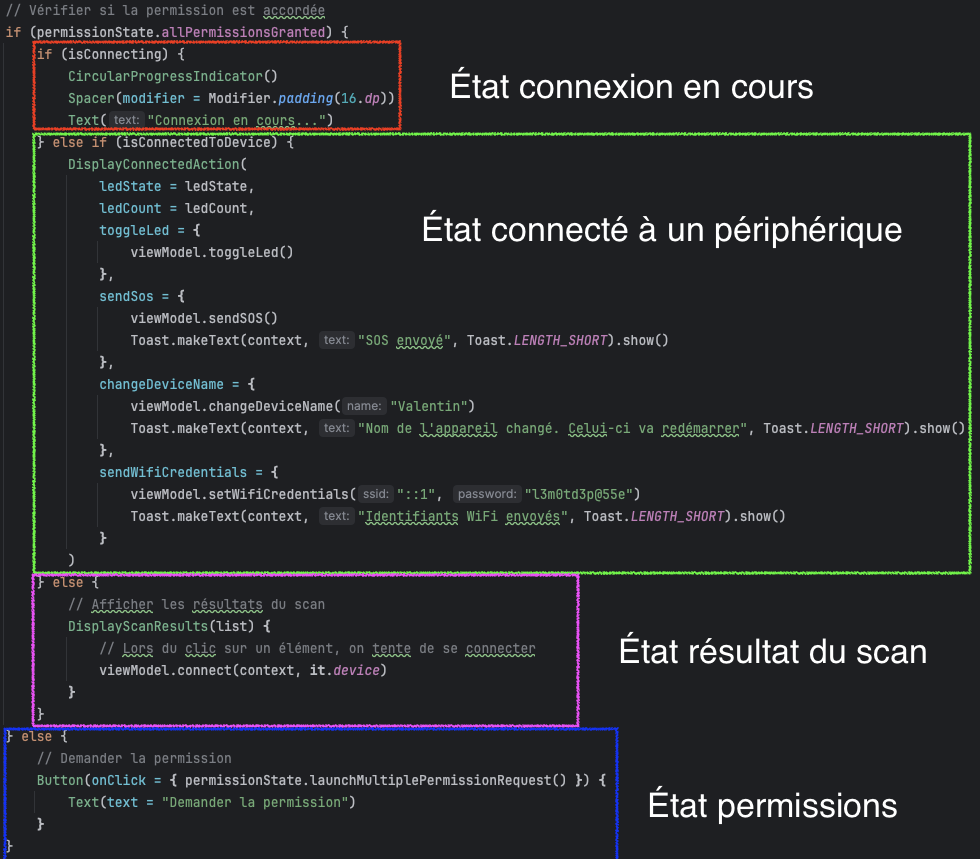 // Vérifier si la permission est accordée
if (permissionState.allPermissionsGranted) {
if (isConnecting) {
CircularProgressIndicator()
Spacer(modifier = Modifier.padding(16.dp))
Text( text: "Connexion en cours...")
État connexion en cours
} else if (isConnectedToDevice) {
DisplayConnectedAction(
ledState = ledState,
ledCount = ledCount,
toggleLed = {
viewModel.toggleLed()
},
État connecté à un périphérique
sendSos = {
viewModel.sendSOS()
Toast.makeText(context, text: "SOS envoyé", Toast.LENGTH_SHORT).show()
},
changeDeviceName = {
viewModel.changeDeviceName( name: "Valentin")
Toast.makeText(context, text: "Nom de l'appareil changé. Celui-ci va redémarrer", Toast.LENGTH_SHORT).show()
},
sendWifiCredentials = {
viewModel.setWifiCredentials( ssid: "::1", password: "l3m0td3p@55e")
Toast.makeText(context, text: "Identifiants WiFi envoyés", Toast.LENGTH_SHORT).show()
}
)
} else {
// Afficher les résultats du scan
DisplayScanResults(list) {
// Lors du clic sur un élément, on tente de se connecter
viewModel.connect(context, it.device)
}
}
État résultat du scan
} else {
// Demander la permission
Button(onClick = { permissionState.launchMultiplePermissionRequest() }) {
Text(text = "Demander la permission")
}
}
État permissions